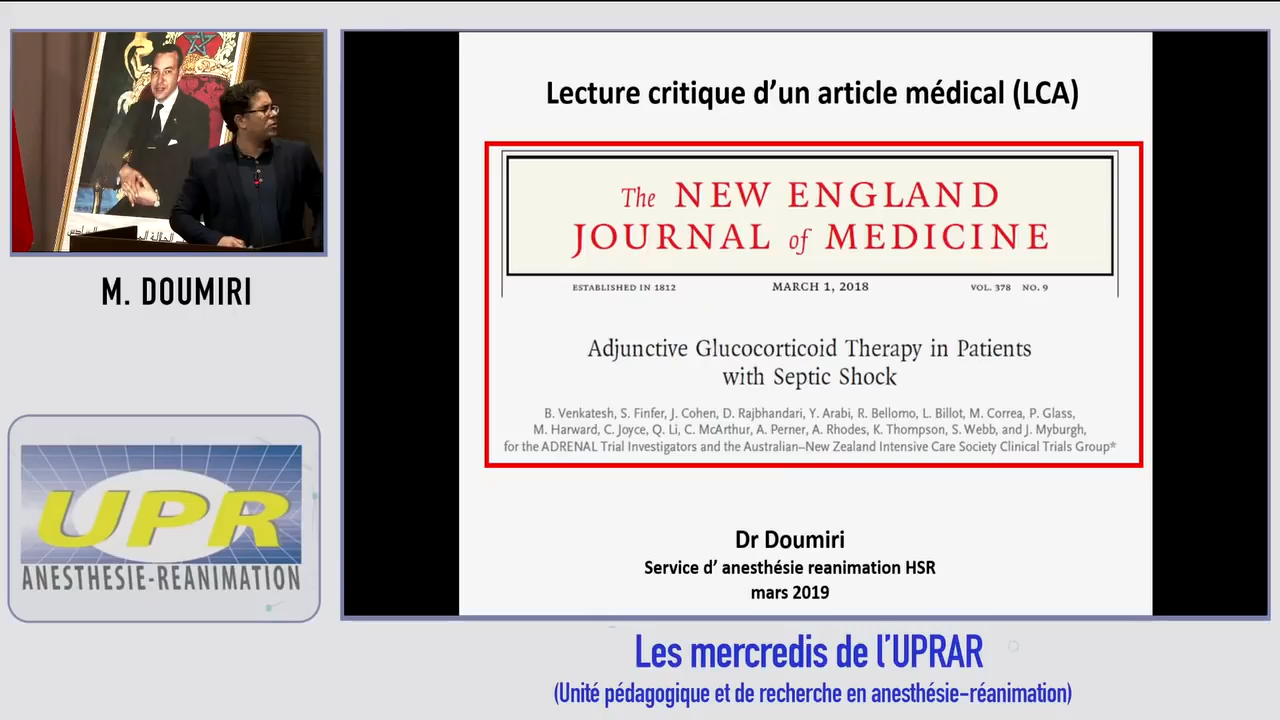 M. DOUMIRI
UPR
ANESTHESIE-REANIMATION
Lecture critique d’un article médical (LCA)
The NEW ENGLAND
JOURNAL of MEDICINE
ESTABLISHED IN 1812 MARCH 1, 2018 VOL. 378 NO. 9
Adjunctive Glucocorticoid Therapy in Patients
with Septic Shock
B. Venkatesh, S. Finfer, J. Cohen, D. Rajbhandari, Y. Arabi, R. Bellomo, L. Billot, M. Correa, P. Glass,
M. Harward, C. Joyce, Q. Li, C. McArthur, A. Perner, A. Rhodes, K. Thompson, S. Webb, and J. Myburgh,
for the ADRENAL Trial Investigators and the Australian–New Zealand Intensive Care Society Clinical Trials Group*
Dr Doumiri
Service d’ anesthésie reanimation HSR
mars 2019
Les mercredis de l’UPRAR
(Unité pédagogique et de recherche en anesthésie-réanimation)